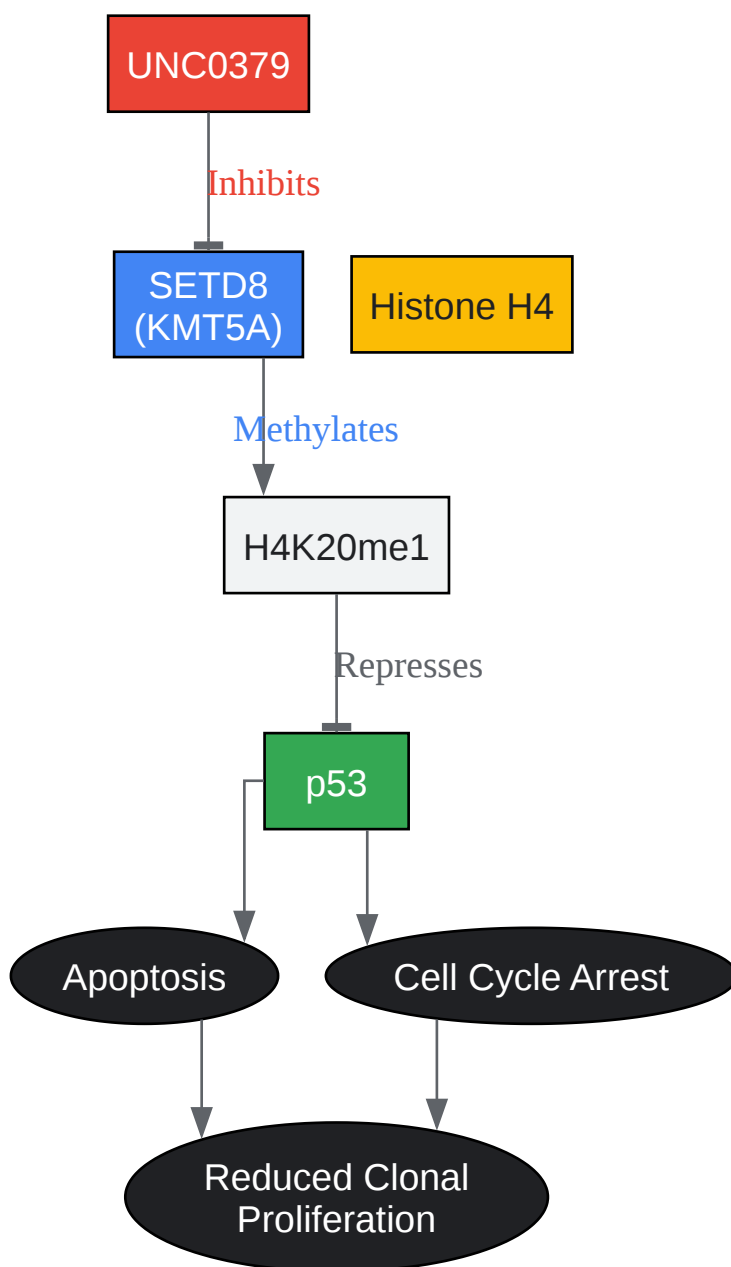 UNC0379
Inhibits
SETD8
(KMT5A)
Histone H4
Methylates
H4K20me1
Represses
p53
Apoptosis
Cell Cycle Arrest
Reduced Clonal
Proliferation